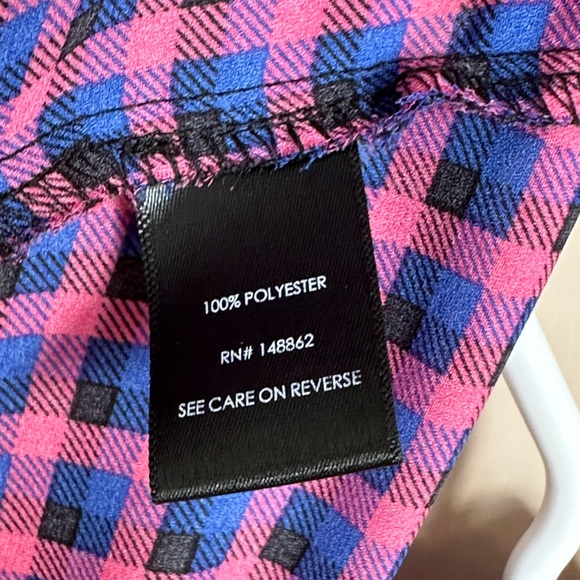 100% POLYESTER
RN# 148862
SEE CARE ON REVERSE